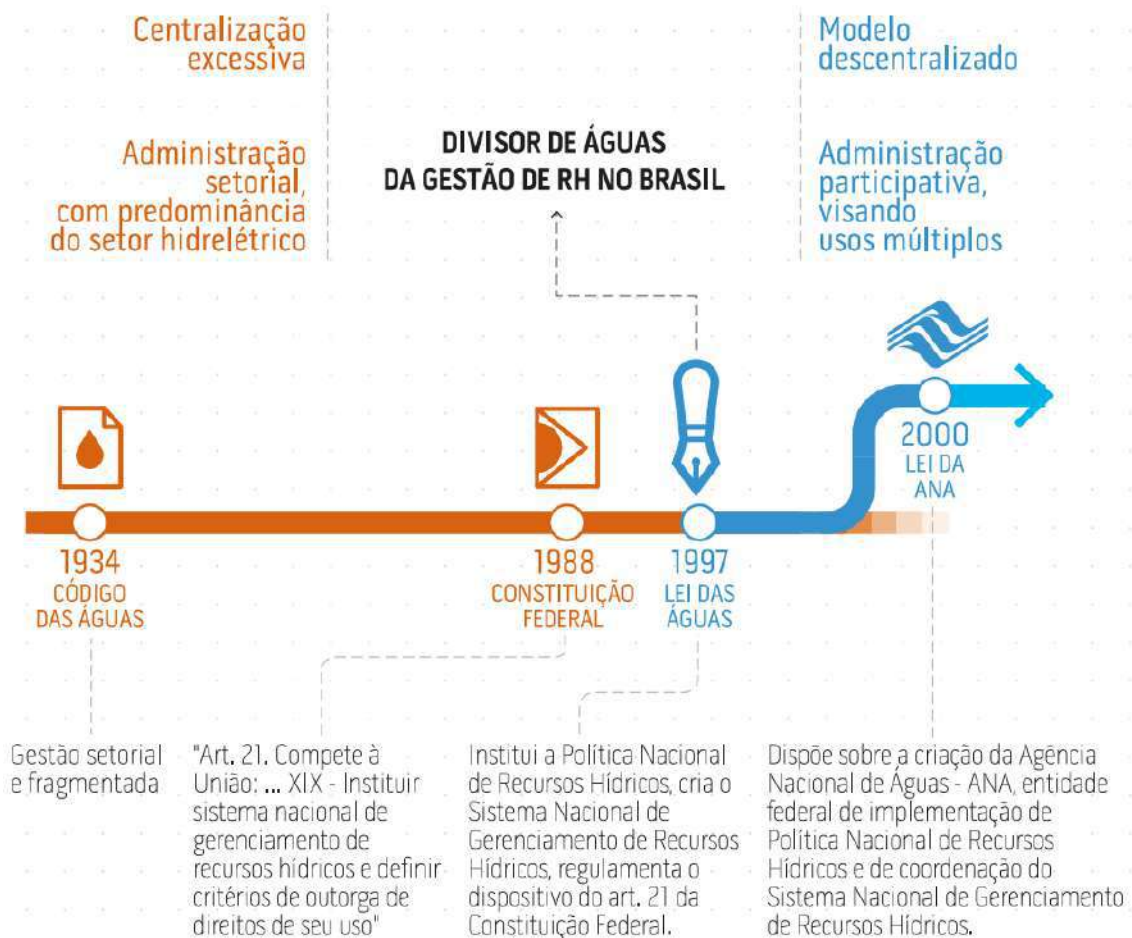 Centralização
excessiva
Administração
setorial,
com predominância
do setor hidrelétrico
DIVISOR DE ÁGUAS
DA GESTÃO DE RH NO BRASIL
Modelo
descentralizado
Administração
participativa,
visando
usos múltiplos
1934
CÓDIGO
DAS ÁGUAS
1988
CONSTITUIÇÃO
FEDERAL
1997
LEI DAS
ÁGUAS
2000
LEI DA
ANA
Gestão setorial
e fragmentada
"Art. 21. Compete à
União: ... XIX - Instituir
sistema nacional de
gerenciamento de
recursos hídricos e definir
critérios de outorga de
direitos de seu uso"
Institui a Política Nacional
de Recursos Hídricos, cria o
Sistema Nacional de
Gerenciamento de Recursos
Hídricos, regulamenta o
dispositivo do art. 21 da
Constituição Federal.
Dispõe sobre a criação da Agência
Nacional de Águas - ANA, entidade
federal de implementação de
Política Nacional de Recursos
Hídricos e de coordenação do
Sistema Nacional de Gerenciamento
de Recursos Hídricos.